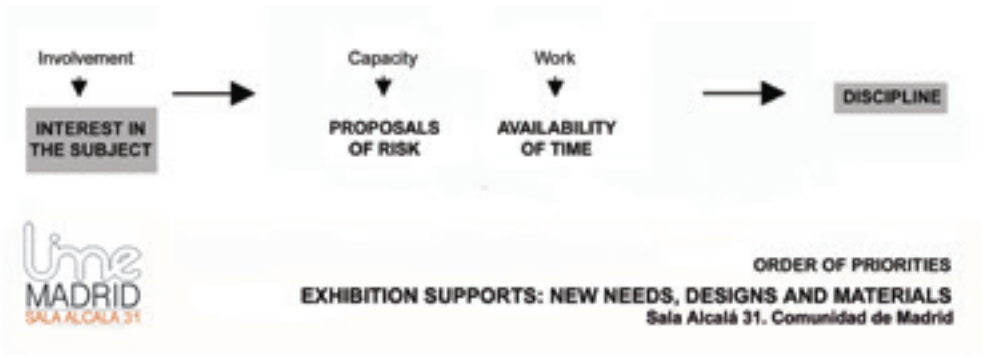 Involvement
Capacity
Work
INTEREST IN
THE SUBJECT
PROPOSALS
OF RISK
AVAILABILITY
OF TIME
DISCIPLINE
Lime
MADRID
SALA ALCALA 31
ORDER OF PRIORITIES
EXHIBITION SUPPORTS: NEW NEEDS, DESIGNS AND MATERIALS
Sala Alcalá 31. Comunidad de Madrid